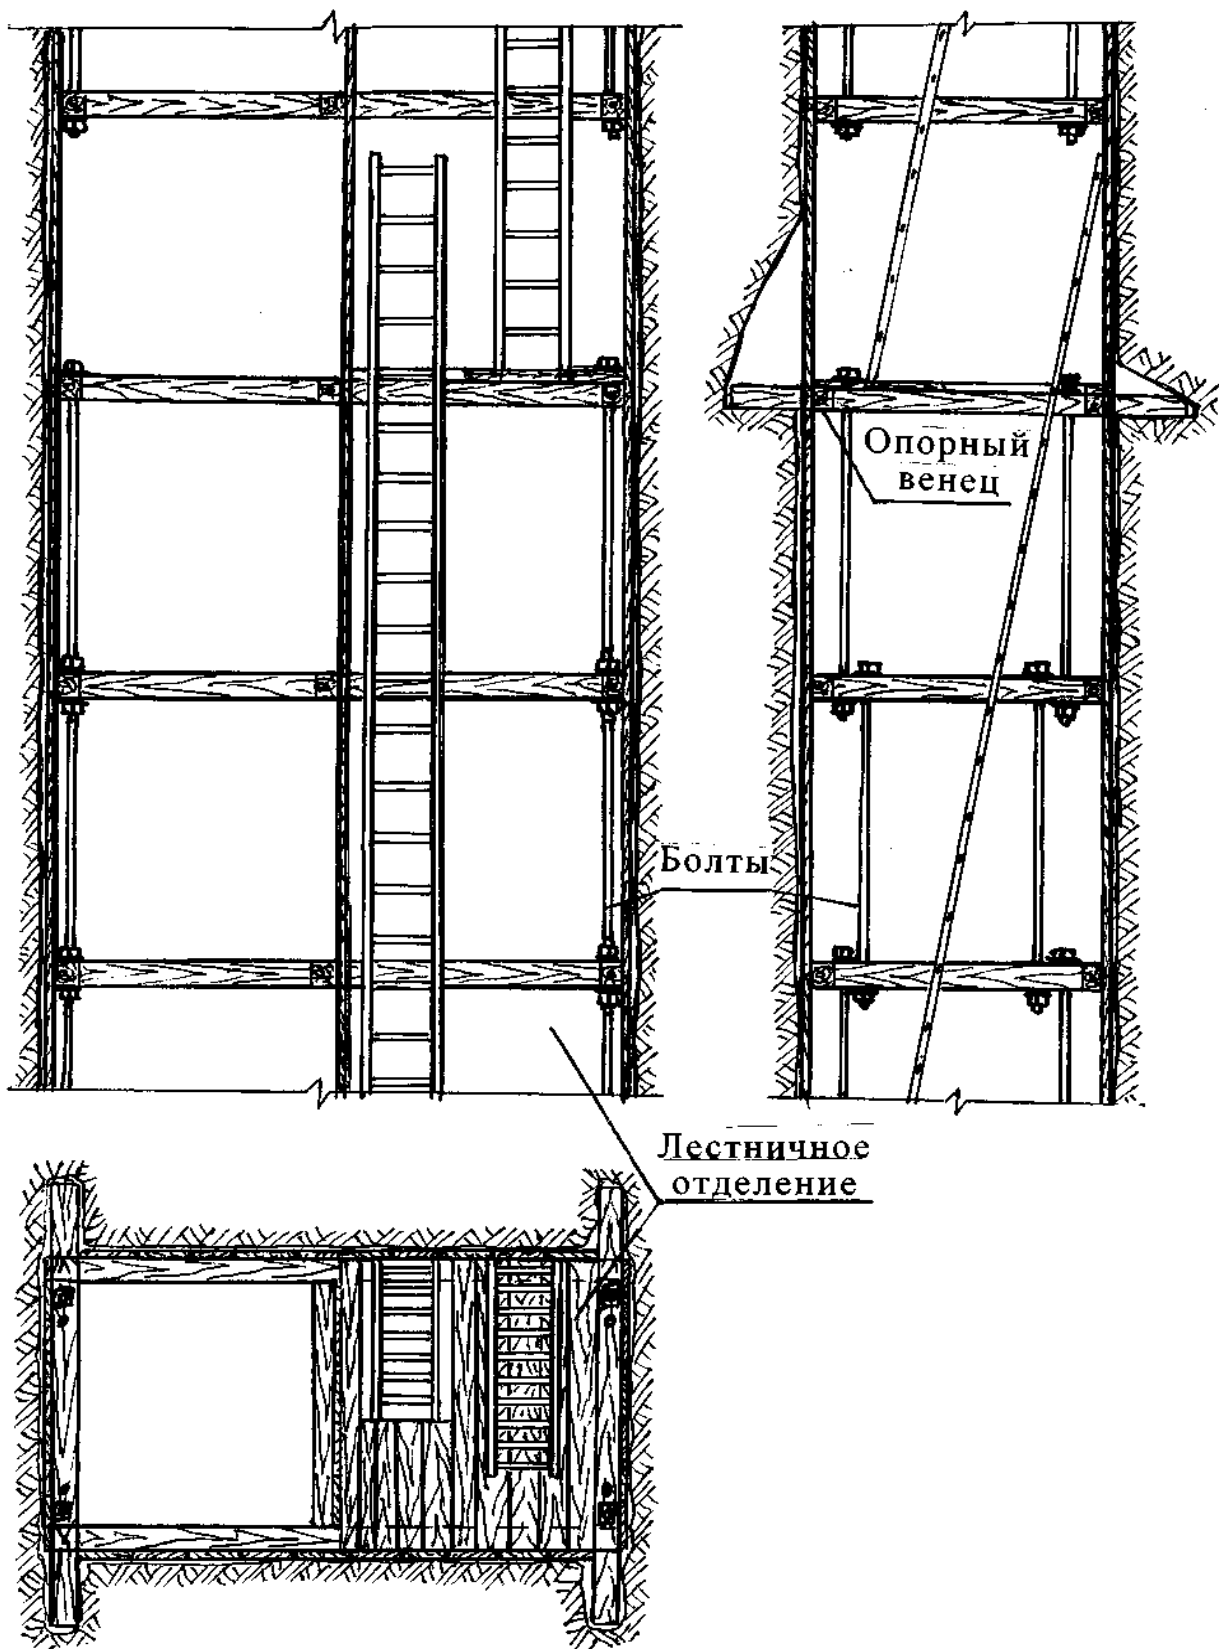 Опорный
венец
Болты
Лестничное
отделение